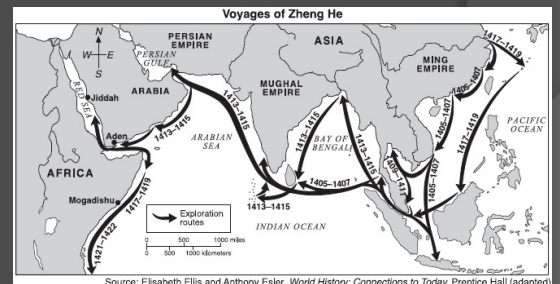 Voyages of Zheng He
N
W
E
S
PERSIAN
EMPIRE
PERSIAN
GULF
ASIA
MING
EMPIRE
1417–1419
1405–1407
MUGHAL
EMPIRE
ARABIA
RED SEA
Jiddah
Aden
1413–1415
1413–1415
ARABIAN
SEA
1413–1415
BAY OF
BENGAL
1413–1415
1409–1411
1405–1407
1405–1407
1417–1419
PACIFIC
OCEAN
AFRICA
Mogadishu
1417–1419
1421–1422
1405–1407
1413–1415
INDIAN OCEAN
Exploration
routes
0 500 1000 miles
0 500 1000 kilometers
Source: Elisabeth Ellis and Anthony Esler, World History: Connections to Today, Prentice Hall (adapted)